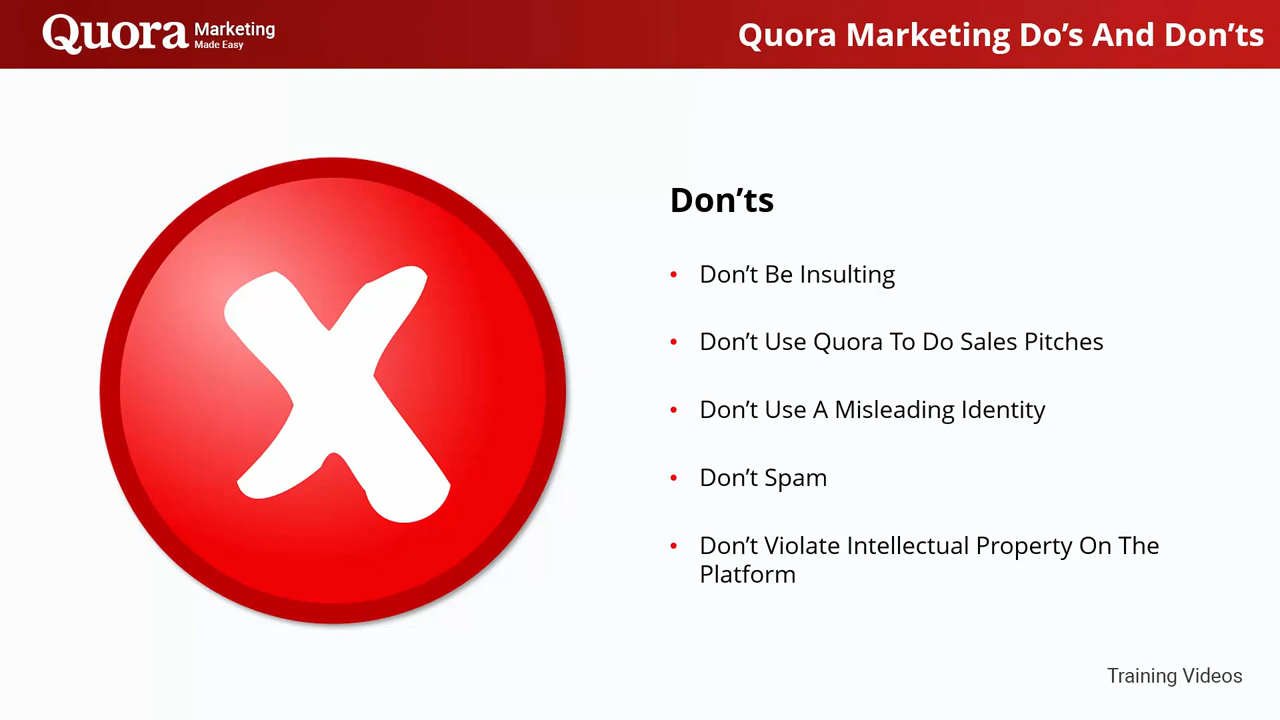 Quora Marketing
Made Easy
Quora Marketing Do’s And Don’ts
Don’ts
• Don’t Be Insulting
• Don’t Use Quora To Do Sales Pitches
• Don’t Use A Misleading Identity
• Don’t Spam
• Don’t Violate Intellectual Property On The
Platform
Training Videos